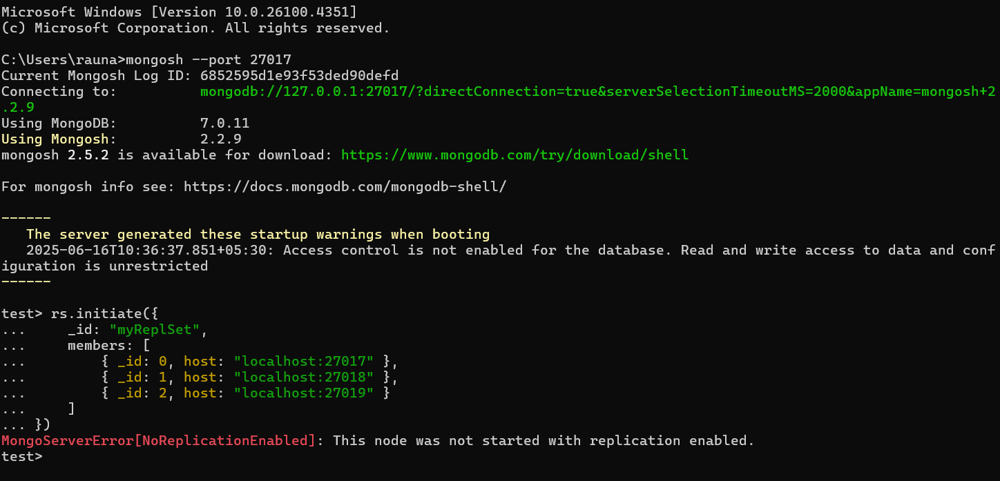 Microsoft Windows [Version 10.0.26100.4351]
(c) Microsoft Corporation. All rights reserved.
C:\Users\rauna>mongosh --port 27017
Current Mongosh Log ID: 6852595d1e93f53ded90defd
Connecting to:          mongodb://127.0.0.1:27017/?directConnection=true&serverSelectionTimeoutMS=2000&appName=mongosh+2
.2.9
Using MongoDB:          7.0.11
Using Mongosh:          2.2.9
mongosh 2.5.2 is available for download: https://www.mongodb.com/try/download/shell
For mongosh info see: https://docs.mongodb.com/mongodb-shell/
------
   The server generated these startup warnings when booting
   2025-06-16T10:36:37.851+05:30: Access control is not enabled for the database. Read and write access to data and conf
iguration is unrestricted
------
test> rs.initiate({
...     _id: "myReplSet",
...     members: [
...         { _id: 0, host: "localhost:27017" },
...         { _id: 1, host: "localhost:27018" },
...         { _id: 2, host: "localhost:27019" }
...     ]
... })
MongoServerError[NoReplicationEnabled]: This node was not started with replication enabled.
test>